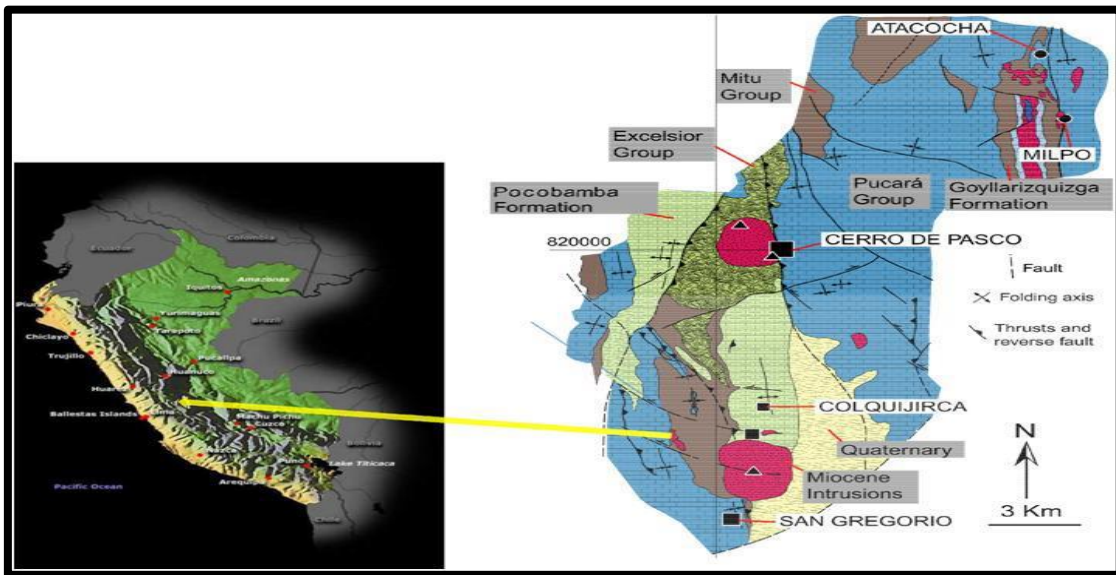 Ecuador
Colombia
Amazonas
Iquitos
Piura
Yurimaguas
Brazil
Tarapoto
Chiclayo
Trujillo
Pucallpa
Huanuco
Huaraz
Ballestas Islands
Lima
Machu Pichu
Cuzco
Bolivia
Nazca
Puno
Lake Titicaca
Arequipa
Pacific Ocean
Chile
ATACOCHA
Mitu
Group
Excelsior
Group
MILPO
Pocobamba
Formation
Pucará
Group
Goyllarizquizga
Formation
820000
CERRO DE PASCO
Fault
Folding axis
Thrusts and
reverse fault
COLQUIJIRCA
Quaternary
N
Miocene
Intrusions
3 Km
SAN GREGORIO